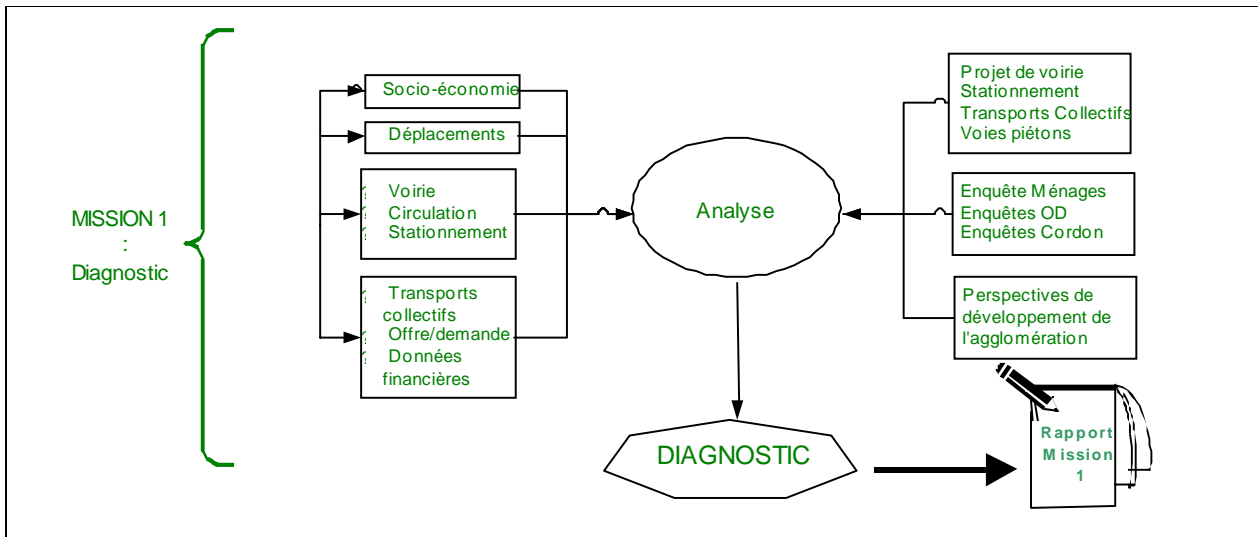 MISSION 1
:
Diagnostic
Socio-économie
Déplacements
? Voirie
? Circulation
? Stationnement
? Transports
collectifs
? Offre/demande
? Données
financières
Analyse
Projet de voirie
Stationnement
Transports Collectifs
Voies piétons
Enquête Ménages
Enquêtes OD
Enquêtes Cordon
Perspectives de
développement de
l'agglomération
DIAGNOSTIC
Rapport
Mission
1